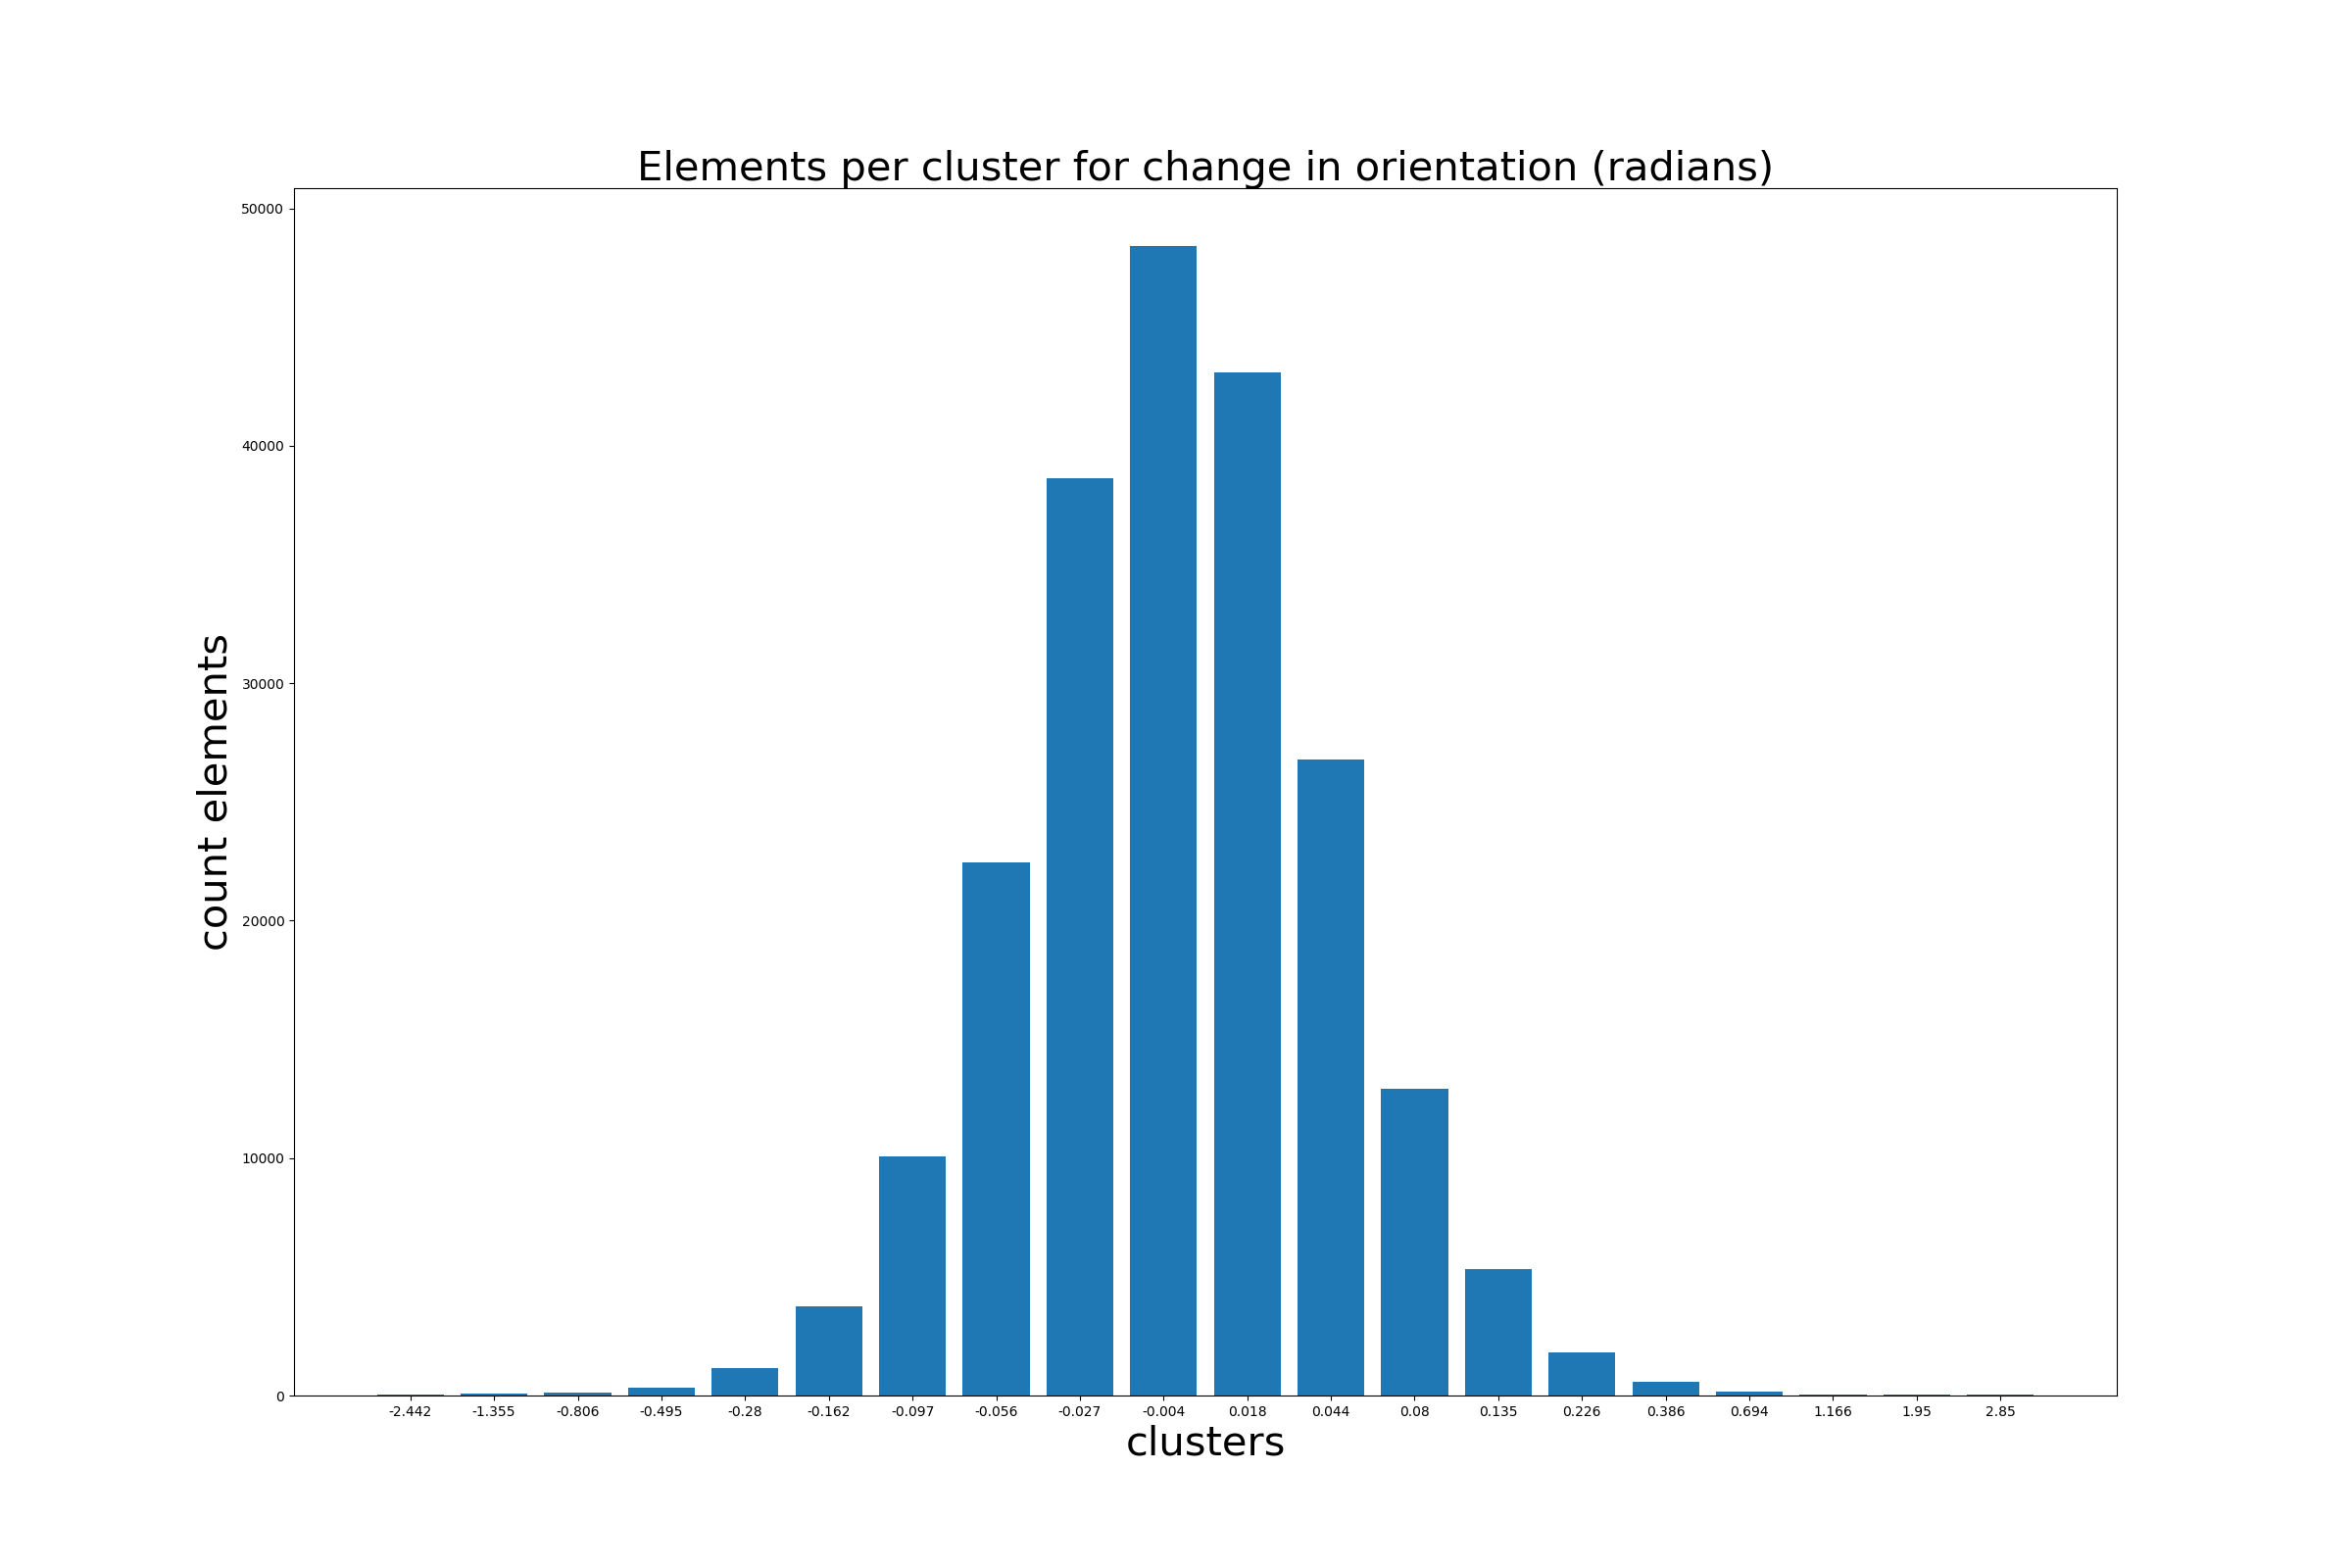 Elements per cluster for change in orientation (radians)
count elements
50000
40000
30000
20000
10000
0
-2.442 -1.355 -0.806 -0.495 -0.28 -0.162 -0.097 -0.056 -0.027 -0.004 0.018 0.044 0.08 0.135 0.226 0.386 0.694 1.166 1.95 2.85
clusters